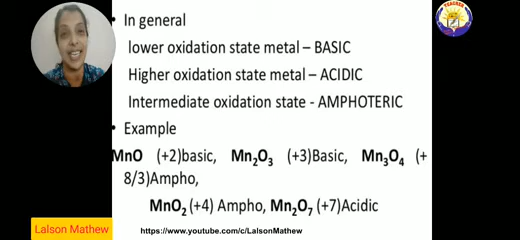 • In general
lower oxidation state metal – BASIC
Higher oxidation state metal – ACIDIC
Intermediate oxidation state - AMPHOTERIC
• Example
MnO (+2)basic, Mn₂O₃ (+3)Basic, Mn₃O₄ (+
8/3)Ampho,
MnO₂ (+4) Ampho, Mn₂O₇ (+7)Acidic
Lalson Mathew
https://www.youtube.com/c/LalsonMathew